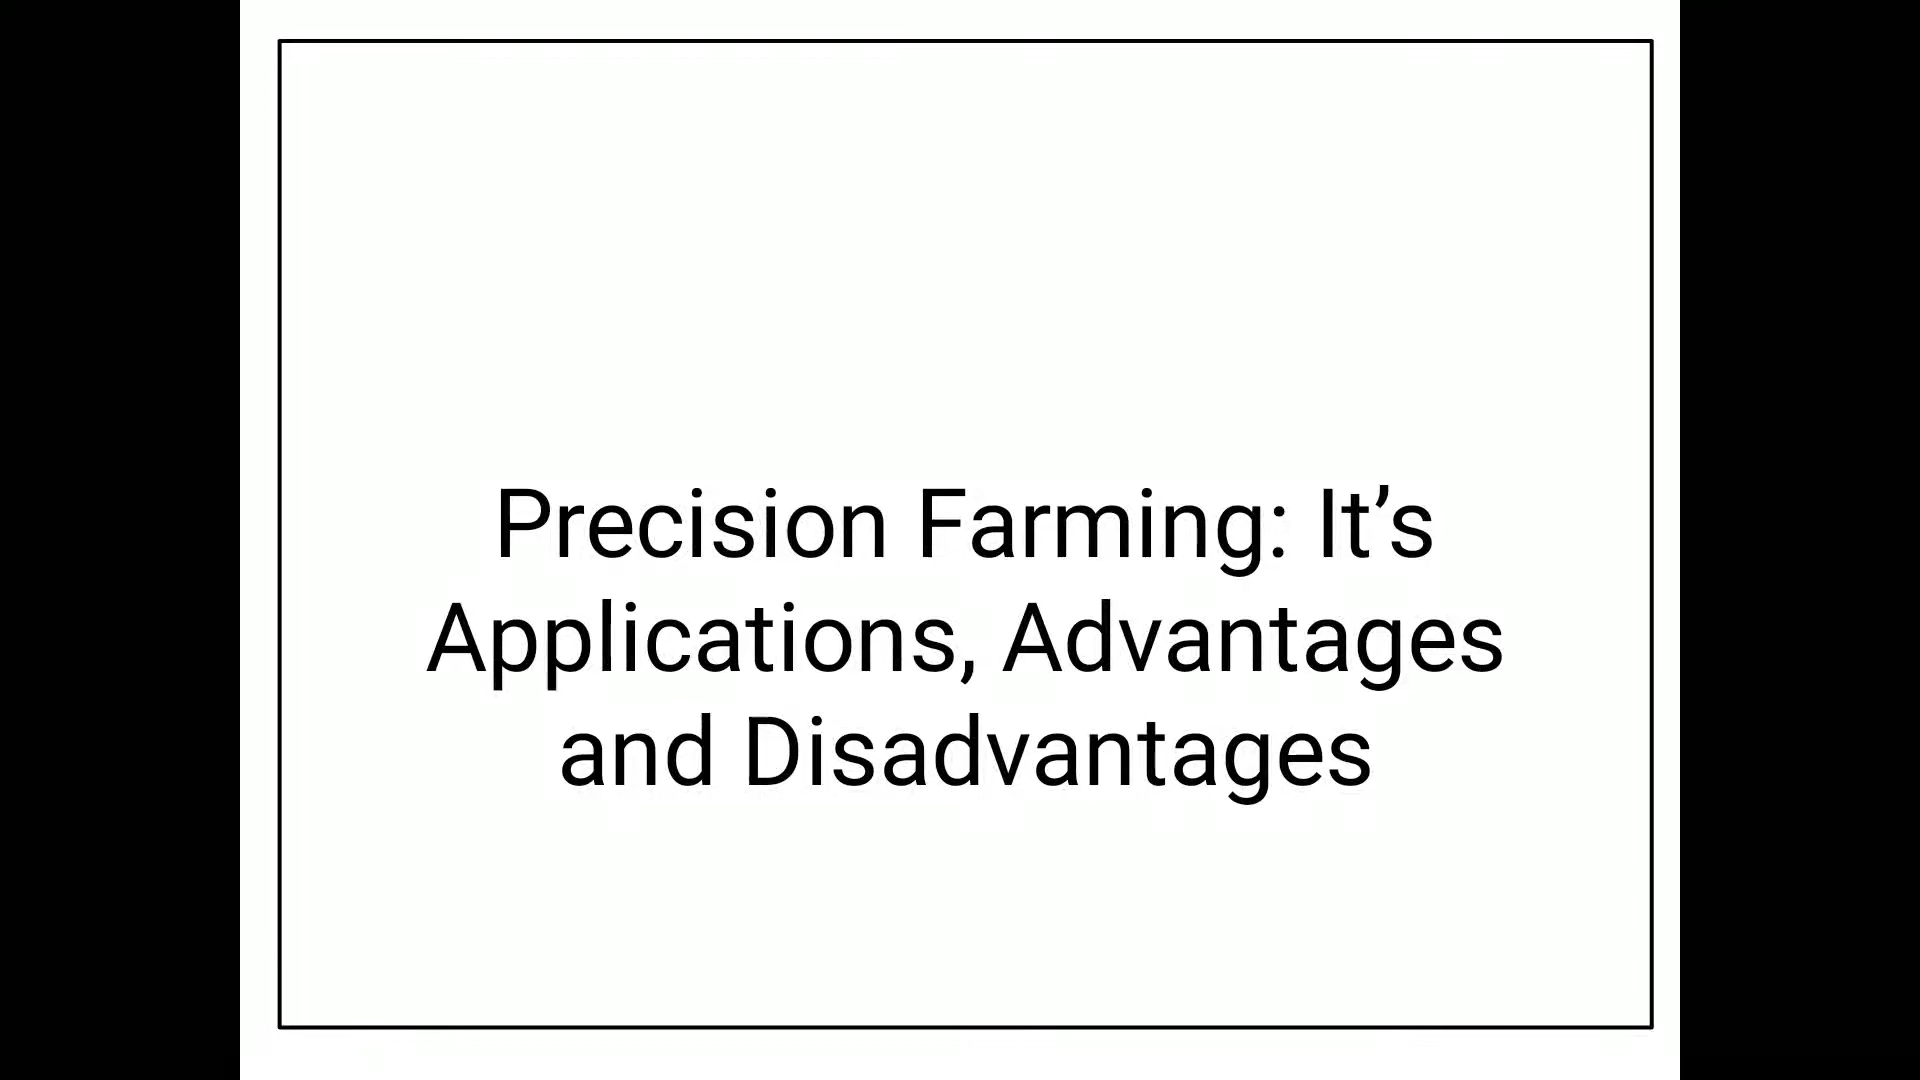 Precision Farming: It’s
Applications, Advantages
and Disadvantages